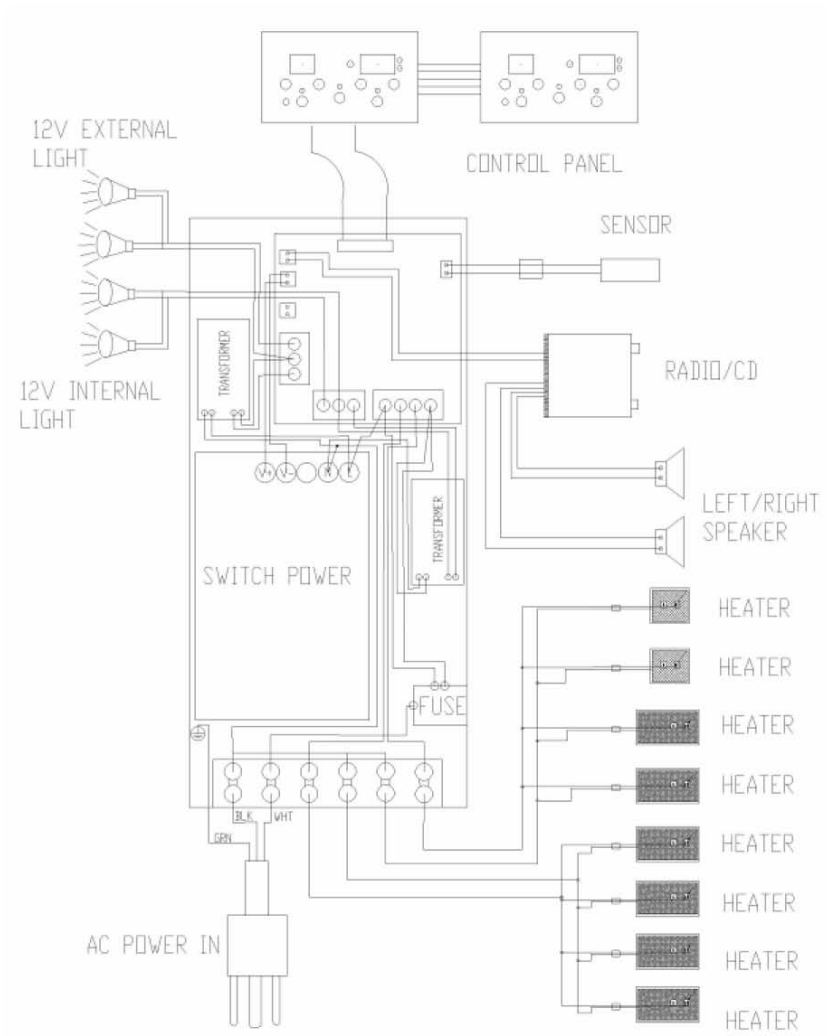 12V EXTERNAL
LIGHT
CONTROL PANEL
SENSOR
TRANSFORMER
RADIO/CD
12V INTERNAL
LIGHT
V+
V-
N
L
LEFT/RIGHT
SPEAKER
TRANSFORMER
SWITCH POWER
HEATER
HEATER
FUSE
HEATER
HEATER
BLK
WHT
GRN
HEATER
HEATER
AC POWER IN
HEATER
HEATER